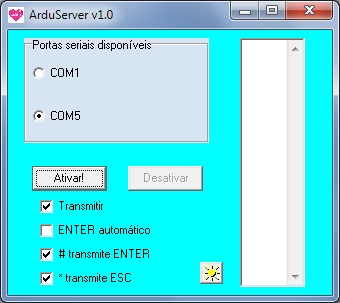 ArduServer v1.0
Portas seriais disponíveis
COM1
COM5
Ativar!
Desativar
Transmitir
ENTER automático
# transmite ENTER
* transmite ESC